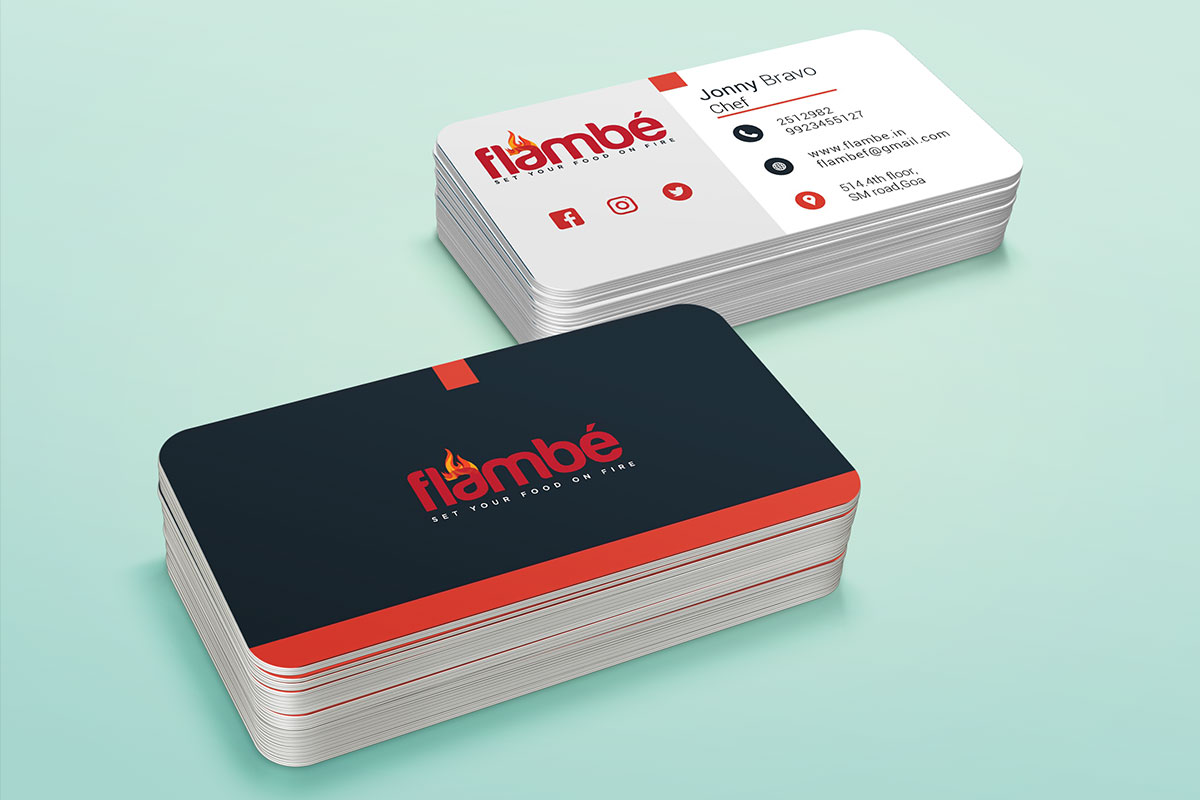 flambé
SET YOUR FOOD ON FIRE
Jonny Bravo
Chef
2512982
9923455127
www.flambe.in
flambef@gmail.com
514.4th floor,
SM road,Goa
flambé
SET YOUR FOOD ON FIRE